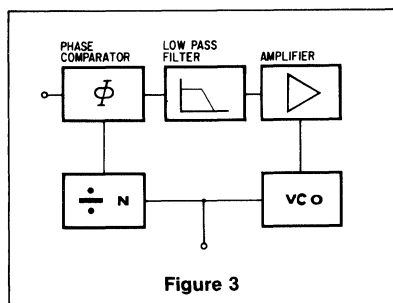 PHASE COMPARATOR
LOW PASS FILTER
AMPLIFIER
Φ
÷ N
VCO
Figure 3